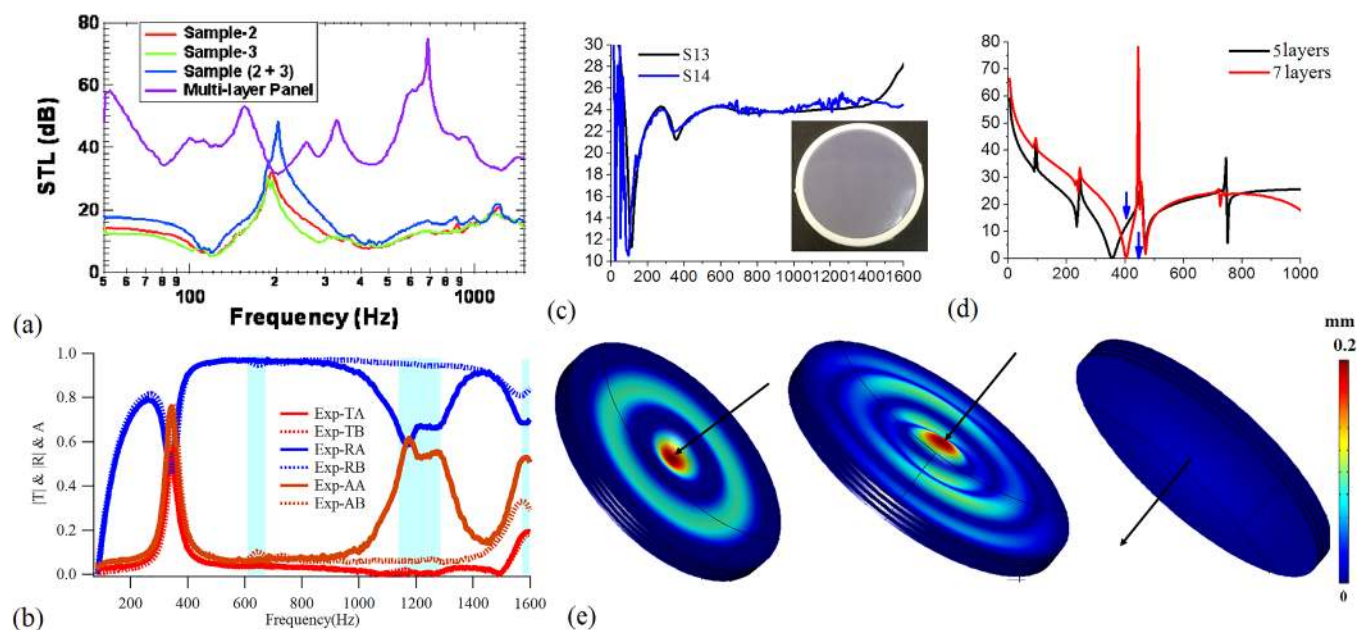 80
60
40
20
0
STL (dB)
Sample-2
Sample-3
Sample (2 + 3)
Multi-layer Panel
5 6 7 8 9 2 3 4 5 6 7 8 9
100 1000
Frequency (Hz)
(a)
30
28
26
24
22
20
18
16
14
12
11
10
S13
S14
0 200 400 600 800 1000 1200 1400 1600
(c)
80
70
60
50
40
30
20
10
0
5 layers
7 layers
0 200 400 600 800 1000
(d)
1.0
0.8
0.6
0.4
0.2
0.0
|T| & |R| & A
Exp-TA
Exp-TB
Exp-RA
Exp-RB
Exp-AA
Exp-AB
200 400 600 800 1000 1200 1400 1600
Frequency(Hz)
(b)
(e)
mm
0.2
0